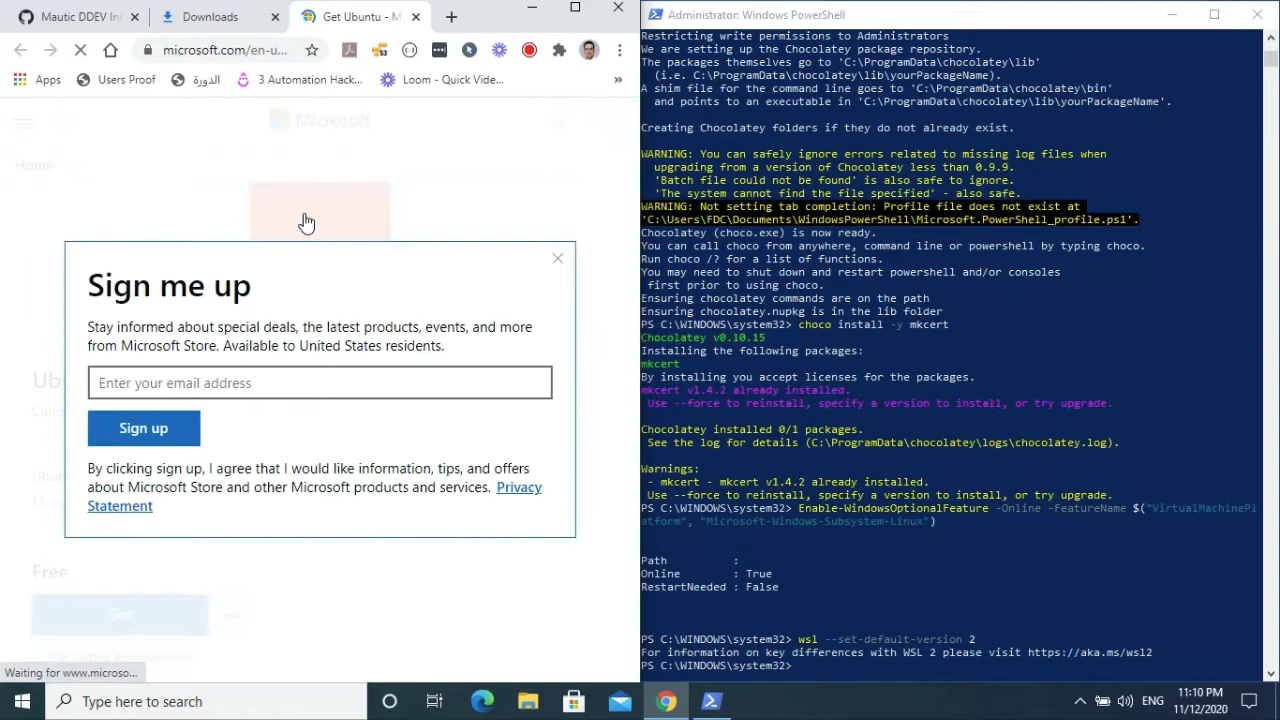 Mautic DDEV Ins
Downloads
Get Ubuntu - M
microsoft.com/en-u...
Apps
Users Proof
الدورة
3 Automation Hack...
Loom - Quick Vide...
»
Microsoft
Home
Sign me up
Stay informed about special deals, the latest products, events, and more
from Microsoft Store. Available to United States residents.
Enter your email address
Sign up
By clicking sign up, I agree that I would like information, tips, and offers
about Microsoft Store and other Microsoft products and services. Privacy
Statement
Free
Get
Waiting for www.microso...
Administrator: Windows PowerShell
Restricting write permissions to Administrators
We are setting up the Chocolatey package repository.
The packages themselves go to 'C:\ProgramData\chocolatey\lib'
(i.e. C:\ProgramData\chocolatey\lib\yourPackageName).
A shim file for the command line goes to 'C:\ProgramData\chocolatey\bin'
and points to an executable in 'C:\ProgramData\chocolatey\lib\yourPackageName'.
Creating Chocolatey folders if they do not already exist.
WARNING: You can safely ignore errors related to missing log files when
upgrading from a version of Chocolatey less than 0.9.9.
'Batch file could not be found' is also safe to ignore.
'The system cannot find the file specified' - also safe.
WARNING: Not setting tab completion: Profile file does not exist at
'C:\Users\FDC\Documents\WindowsPowerShell\Microsoft.PowerShell_profile.ps1'.
Chocolatey (choco.exe) is now ready.
You can call choco from anywhere, command line or powershell by typing choco.
Run choco /? for a list of functions.
You may need to shut down and restart powershell and/or consoles
first prior to using choco.
Ensuring chocolatey commands are on the path
Ensuring chocolatey.nupkg is in the lib folder
PS C:\WINDOWS\system32> choco install -y mkcert
Chocolatey v0.10.15
Installing the following packages:
mkcert
By installing you accept licenses for the packages.
mkcert v1.4.2 already installed.
Use --force to reinstall, specify a version to install, or try upgrade.
Chocolatey installed 0/1 packages.
See the log for details (C:\ProgramData\chocolatey\logs\chocolatey.log).
Warnings:
- mkcert - mkcert v1.4.2 already installed.
Use --force to reinstall, specify a version to install, or try upgrade.
PS C:\WINDOWS\system32> Enable-WindowsOptionalFeature -Online -FeatureName $("VirtualMachinePl
atform", "Microsoft-Windows-Subsystem-Linux")
Path :
Online : True
RestartNeeded : False
PS C:\WINDOWS\system32> wsl --set-default-version 2
For information on key differences with WSL 2 please visit https://aka.ms/wsl2
PS C:\WINDOWS\system32>
Type here to search
ENG
11:10 PM
11/12/2020